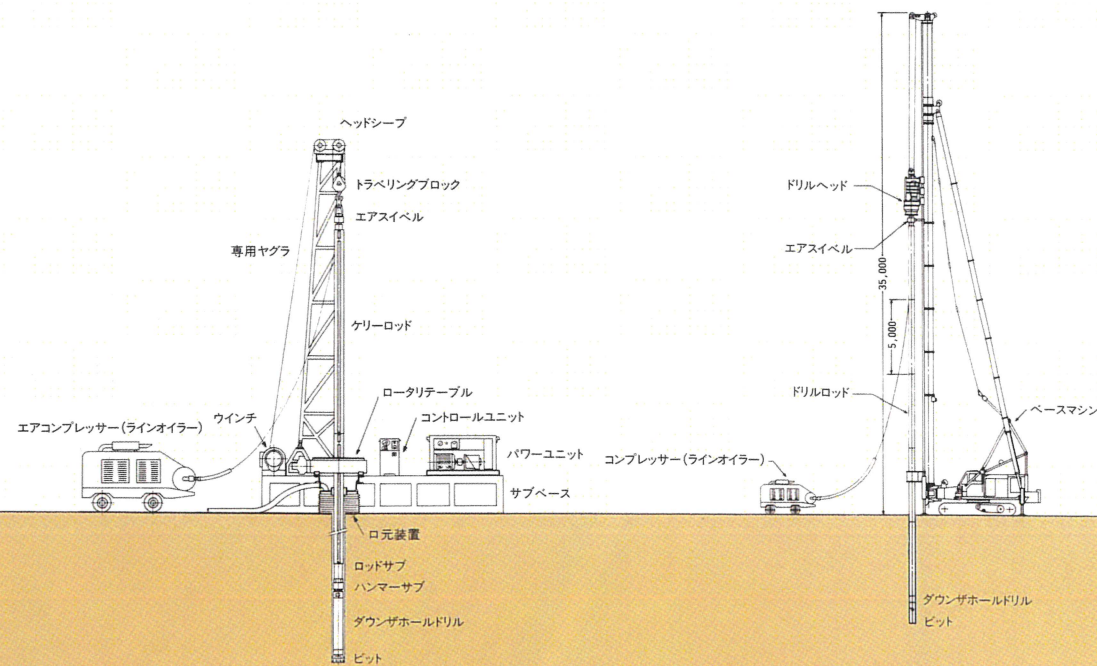 ヘッドシーブ
トラベリングブロック
エアスイベル
専用ヤグラ
ケリーロッド
ロータリテーブル
コントロールユニット
ウインチ
エアコンプレッサー(ラインオイラー)
パワーユニット
サブベース
口元装置
ロッドサブ
ハンマーサブ
ダウンザホールドリル
ビット
ドリルヘッド
エアスイベル
35,000
5,000
ドリルロッド
ベースマシン
コンプレッサー(ラインオイラー)
ダウンザホールドリル
ビット